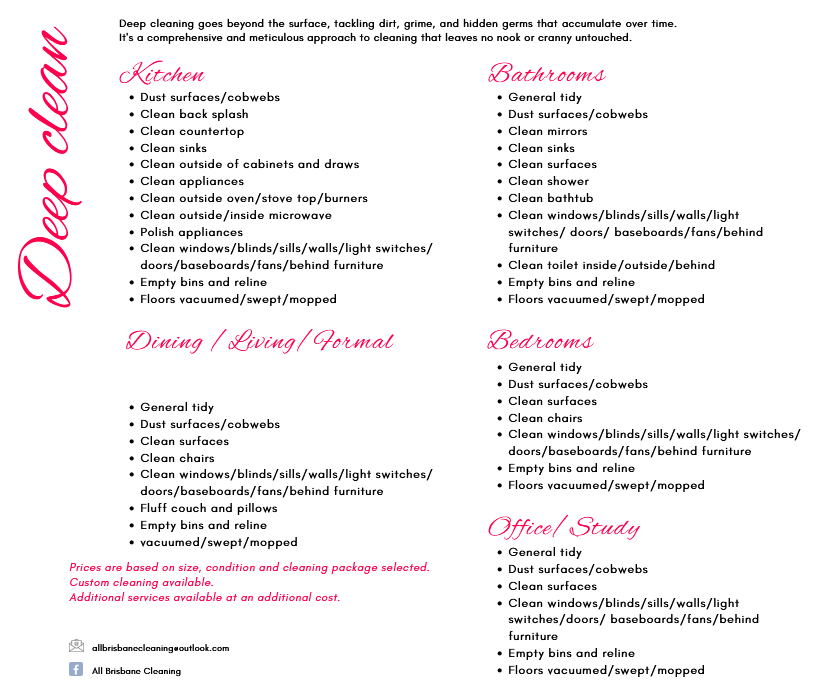 Deep clean
Deep cleaning goes beyond the surface, tackling dirt, grime, and hidden germs that accumulate over time.
It's a comprehensive and meticulous approach to cleaning that leaves no nook or cranny untouched.
Kitchen
• Dust surfaces/cobwebs
• Clean back splash
• Clean countertop
• Clean sinks
• Clean outside of cabinets and draws
• Clean appliances
• Clean outside oven/stove top/burners
• Clean outside/inside microwave
• Polish appliances
• Clean windows/blinds/sills/walls/light switches/
doors/baseboards/fans/behind furniture
• Empty bins and reline
• Floors vacuumed/swept/mopped
Dining / Living/ Formal
• General tidy
• Dust surfaces/cobwebs
• Clean surfaces
• Clean chairs
• Clean windows/blinds/sills/walls/light switches/
doors/baseboards/fans/behind furniture
• Fluff couch and pillows
• Empty bins and reline
• vacuumed/swept/mopped
Prices are based on size, condition and cleaning package selected.
Custom cleaning available.
Additional services available at an additional cost.
allbrisbanecleaning@outlook.com
All Brisbane Cleaning
Bathrooms
• General tidy
• Dust surfaces/cobwebs
• Clean mirrors
• Clean sinks
• Clean surfaces
• Clean shower
• Clean bathtub
• Clean windows/blinds/sills/walls/light
switches/ doors/ baseboards/fans/behind
furniture
• Clean toilet inside/outside/behind
• Empty bins and reline
• Floors vacuumed/swept/mopped
Bedrooms
• General tidy
• Dust surfaces/cobwebs
• Clean surfaces
• Clean chairs
• Clean windows/blinds/sills/walls/light switches/
doors/baseboards/fans/behind furniture
• Empty bins and reline
• Floors vacuumed/swept/mopped
Office/ Study
• General tidy
• Dust surfaces/cobwebs
• Clean surfaces
• Clean windows/blinds/sills/walls/light
switches/doors/ baseboards/fans/behind
furniture
• Empty bins and reline
• Floors vacuumed/swept/mopped